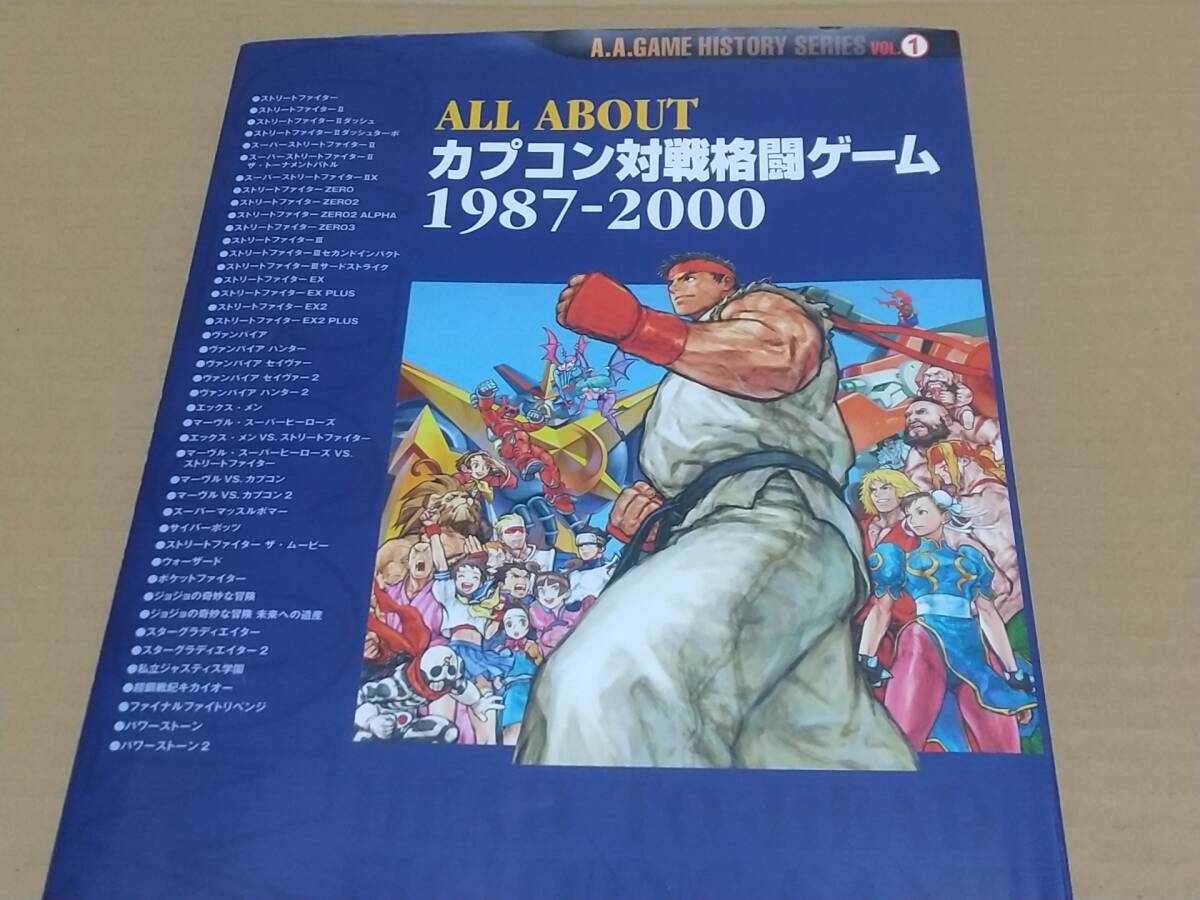 A.A.GAME HISTORY SERIES VOL.1
ALL ABOUT
カプコン対戦格闘ゲーム
1987-2000
●ストリートファイター
●ストリートファイターⅡ
●ストリートファイターⅡダッシュ
●ストリートファイターⅡダッシュターボ
●スーパーストリートファイターⅡ
●スーパーストリートファイターⅡ
ザ・トーナメントバトル
●スーパーストリートファイターⅡX
●ストリートファイター ZERO
●ストリートファイター ZERO2
●ストリートファイター ZERO2 ALPHA
●ストリートファイター ZERO3
●ストリートファイターⅢ
●ストリートファイターⅢセカンドインパクト
●ストリートファイターⅢサードストライク
●ストリートファイター EX
●ストリートファイター EX PLUS
●ストリートファイター EX2
●ストリートファイター EX2 PLUS
●ヴァンパイア
●ヴァンパイア ハンター
●ヴァンパイア セイヴァー
●ヴァンパイア セイヴァー2
●ヴァンパイア ハンター2
●エックス・メン
●マーヴル・スーパーヒーローズ
●エックス・メン VS. ストリートファイター
●マーヴル・スーパーヒーローズ VS.
ストリートファイター
●マーヴル VS. カプコン
●マーヴル VS. カプコン2
●スーパーマッスルボマー
●サイバーボッツ
●ストリートファイター ザ・ムービー
●ウォーザード
●ポケットファイター
●ジョジョの奇妙な冒険
●ジョジョの奇妙な冒険 未来への遺産
●スターグラディエイター
●スターグラディエイター2
●私立ジャスティス学園
●超鋼戦紀キカイオー
●ファイナルファイトリベンジ
●パワーストーン
●パワーストーン2